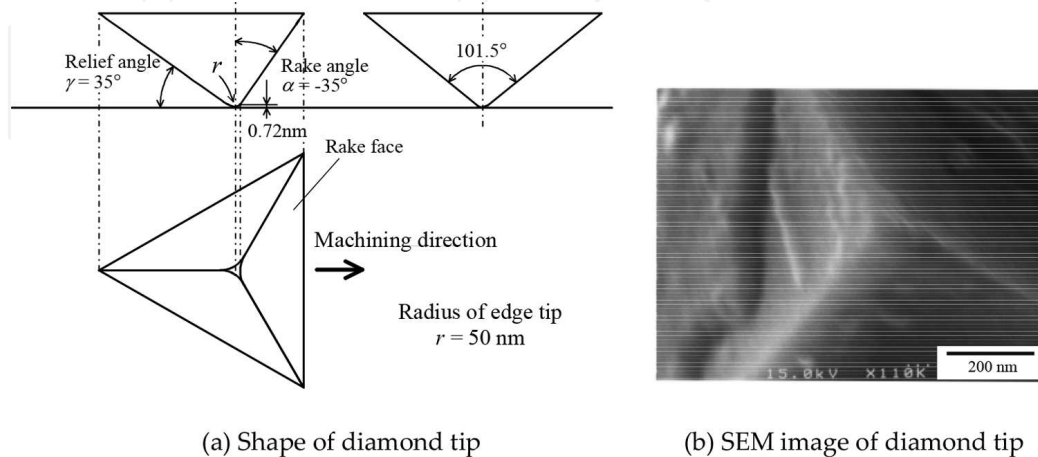 Relief angle
γ = 35°
r
Rake angle
α = -35°
0.72nm
101.5°
Rake face
Machining direction
Radius of edge tip
r = 50 nm
15.0kV X110K
200 nm
(a) Shape of diamond tip
(b) SEM image of diamond tip